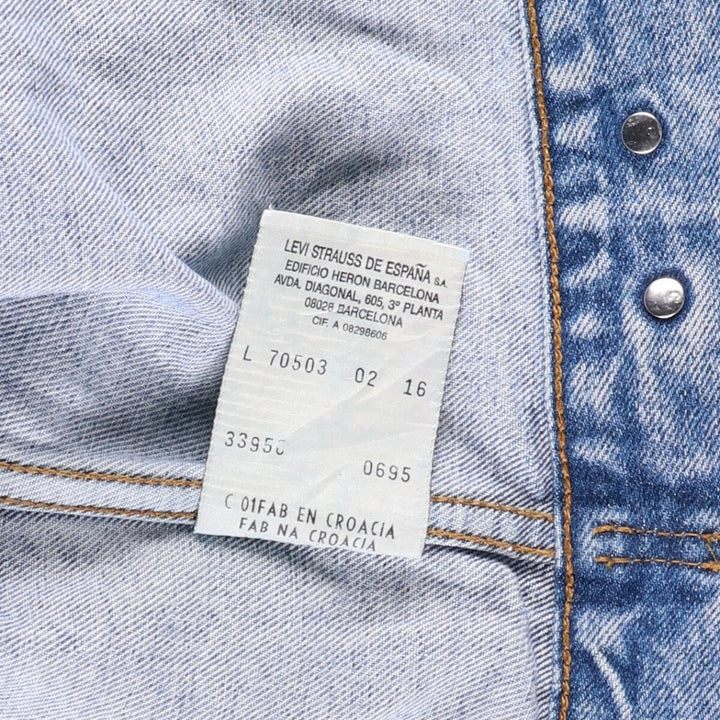 LEVI STRAUSS DE ESPAÑA S.A.
EDIFICIO HERON BARCELONA
AVDA. DIAGONAL, 605, 3º PLANTA
08028 BARCELONA
CIF. A 08298606
L 70503 02 16
0695
C 01FAB EN CROACIA
FAB NA CROACIA